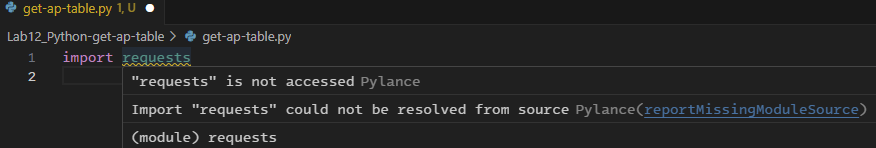 get-ap-table.py 1, U ●
Lab12_Python-get-ap-table > get-ap-table.py
1 import requests
2
"requests" is not accessed Pylance
Import "requests" could not be resolved from source Pylance(reportMissingModuleSource)
(module) requests